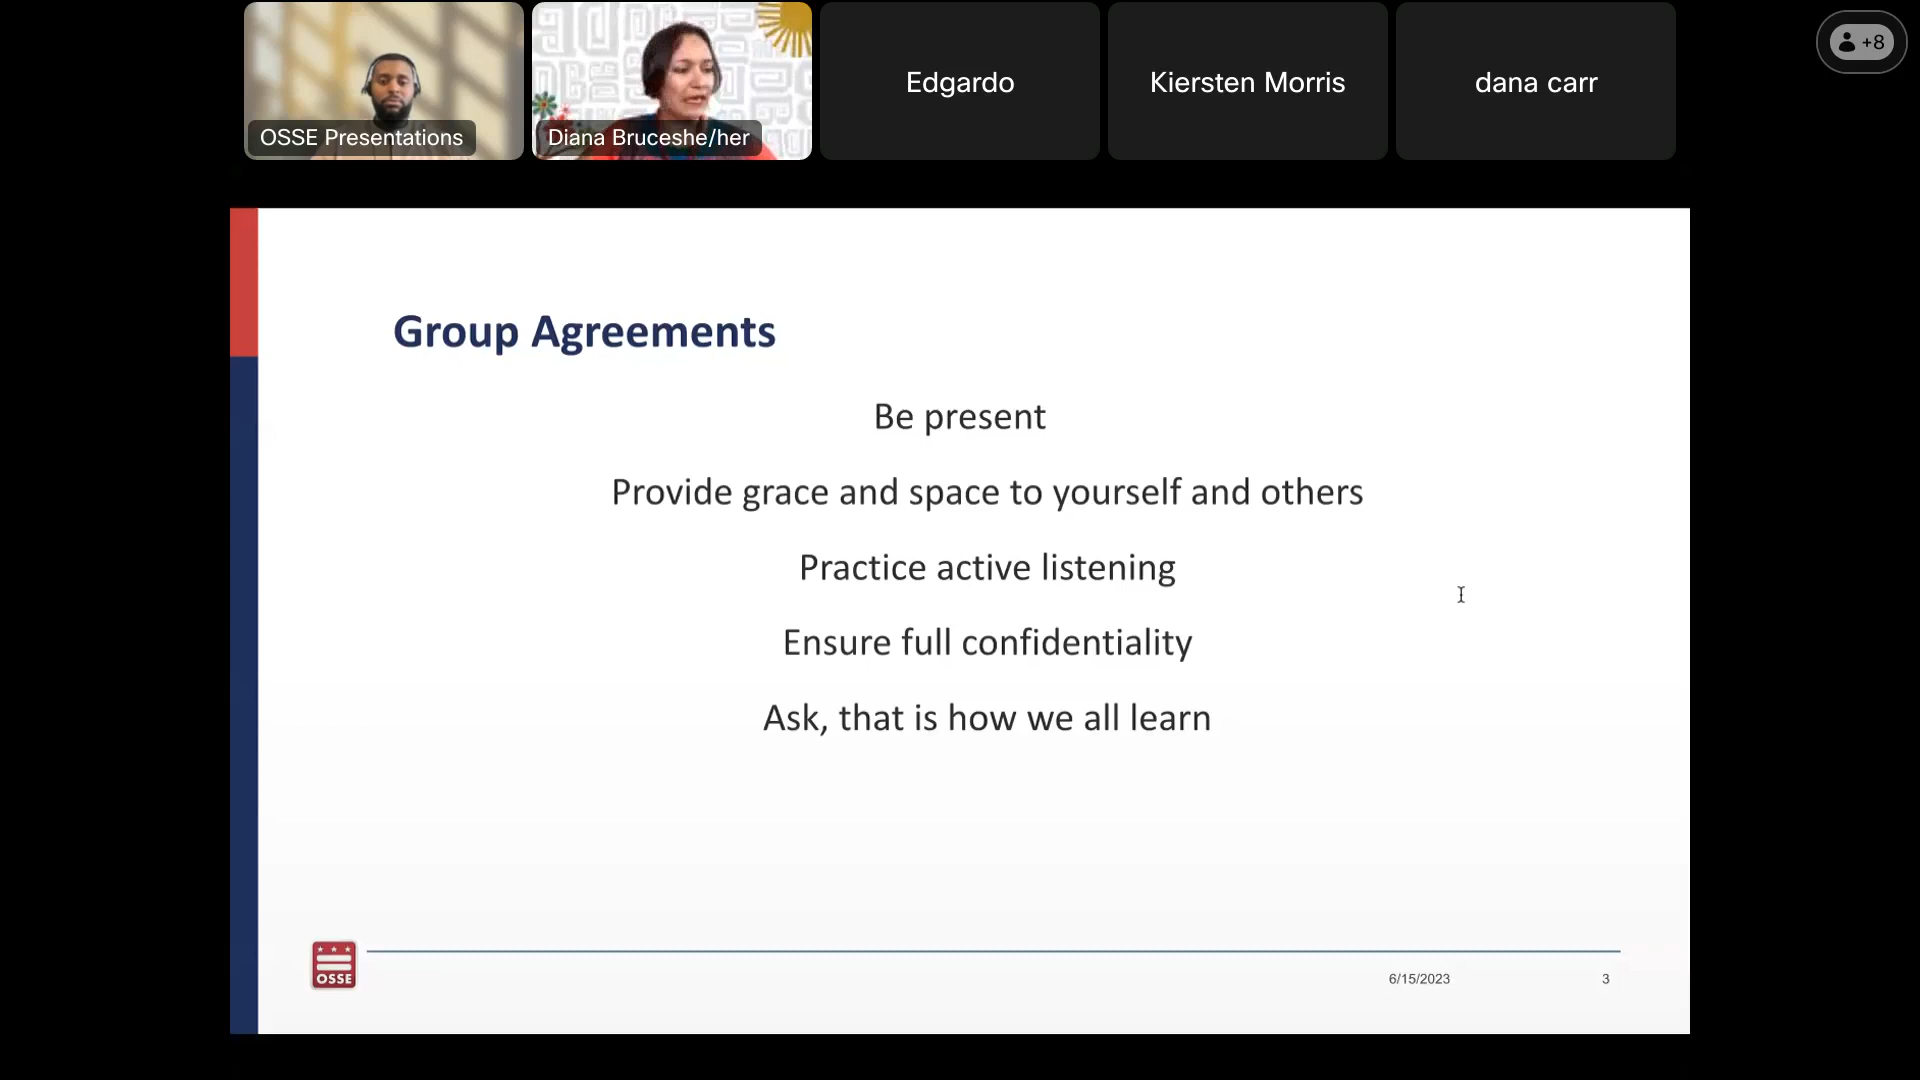 OSSE Presentations
Diana Bruceshe/her
Edgardo
Kiersten Morris
dana carr
+8
Group Agreements
Be present
Provide grace and space to yourself and others
Practice active listening
Ensure full confidentiality
Ask, that is how we all learn
OSSE
6/15/2023
3